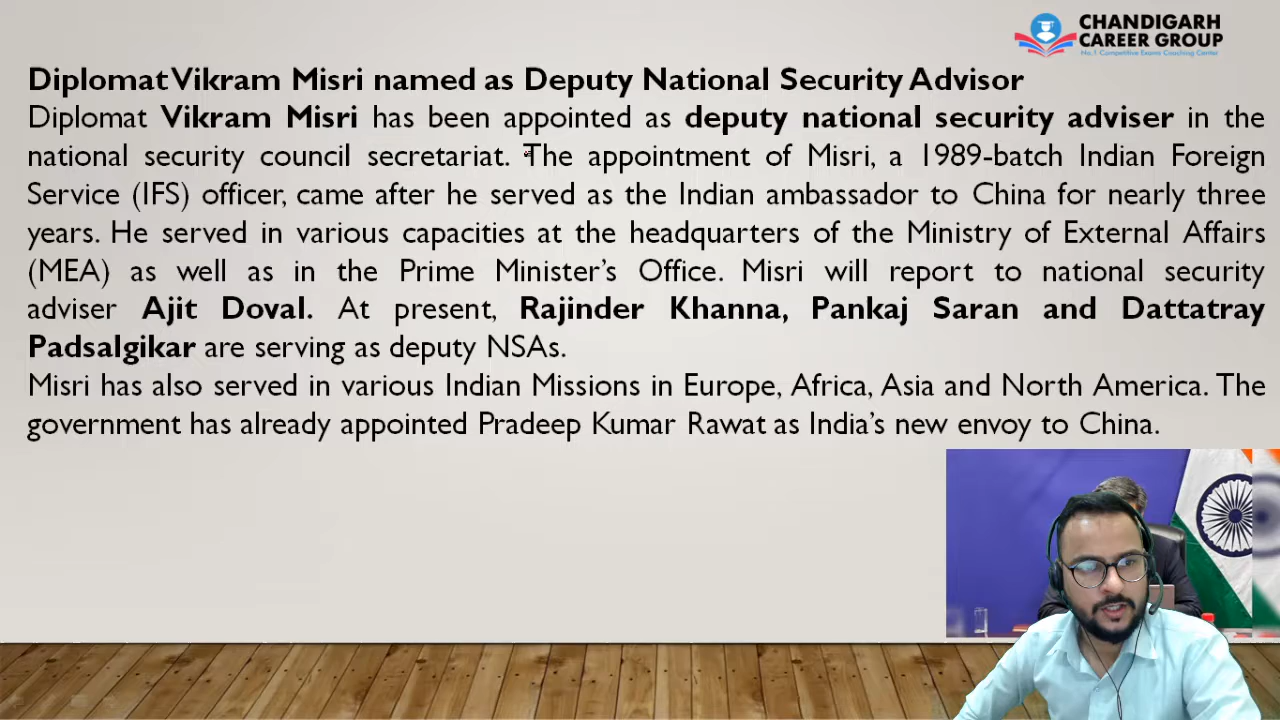 CHANDIGARH
CAREER GROUP
No.1 Competitive Exams Coaching Center
Diplomat Vikram Misri named as Deputy National Security Advisor
Diplomat Vikram Misri has been appointed as deputy national security adviser in the
national security council secretariat. The appointment of Misri, a 1989-batch Indian Foreign
Service (IFS) officer, came after he served as the Indian ambassador to China for nearly three
years. He served in various capacities at the headquarters of the Ministry of External Affairs
(MEA) as well as in the Prime Minister’s Office. Misri will report to national security
adviser Ajit Doval. At present, Rajinder Khanna, Pankaj Saran and Dattatray
Padsalgikar are serving as deputy NSAs.
Misri has also served in various Indian Missions in Europe, Africa, Asia and North America. The
government has already appointed Pradeep Kumar Rawat as India’s new envoy to China.